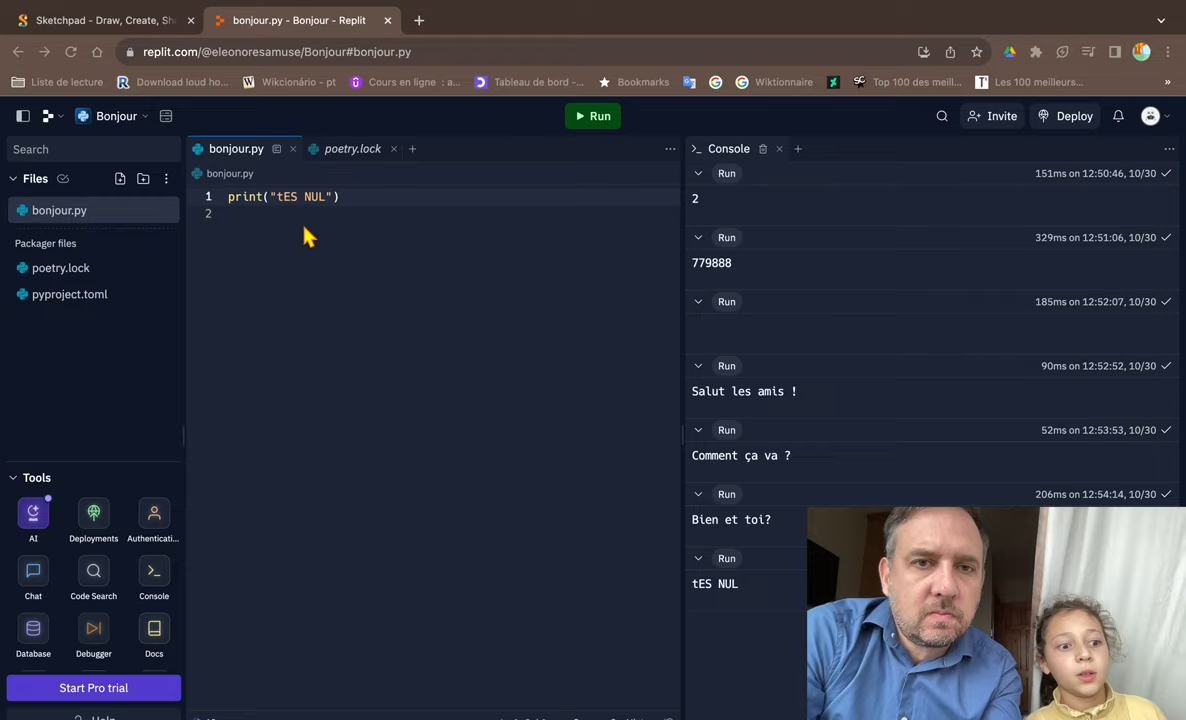 Sketchpad - Draw, Create, Sh
bonjour.py - Bonjour - Replit
replit.com/@eleonoresamuse/Bonjour#bonjour.py
Liste de lecture
Download loud ho...
Wikcionário - pt
Cours en ligne : a...
Tableau de bord –...
Bookmarks
Wiktionnaire
Top 100 des meill...
Les 100 meilleurs...
»
Bonjour
Run
Invite
Deploy
Search
Files
bonjour.py
Packager files
poetry.lock
pyproject.toml
Tools
AI
Deployments
Authenticati...
Chat
Code Search
Console
Database
Debugger
Docs
Start Pro trial
bonjour.py
poetry.lock
bonjour.py
1 print("tES NUL")
2
Console
Run
151ms on 12:50:46, 10/30
2
Run
329ms on 12:51:06, 10/30
779888
Run
185ms on 12:52:07, 10/30
Run
90ms on 12:52:52, 10/30
Salut les amis !
Run
52ms on 12:53:53, 10/30
Comment ça va ?
Run
206ms on 12:54:14, 10/30
Bien et toi?
Run
tES NUL